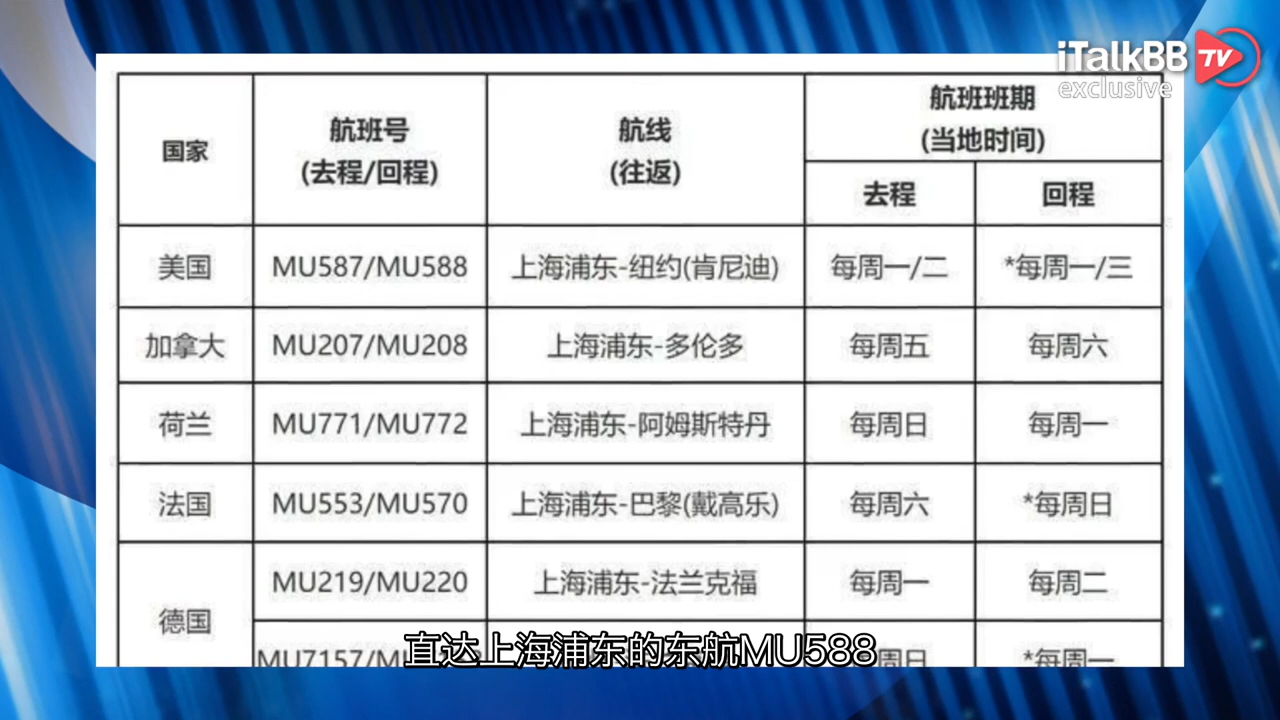 iTalkBB TV
exclusive
国家
航班号
(去程/回程)
航线
(往返)
航班班期
(当地时间)
去程
回程
美国
MU587/MU588
上海浦东-纽约(肯尼迪)
每周一/二
*每周一/三
加拿大
MU207/MU208
上海浦东-多伦多
每周五
每周六
荷兰
MU771/MU772
上海浦东-阿姆斯特丹
每周日
每周一
法国
MU553/MU570
上海浦东-巴黎(戴高乐)
每周六
*每周日
德国
MU219/MU220
上海浦东-法兰克福
每周一
每周二
MU7157/MU
周日
*每周一
直达上海浦东的东航MU588